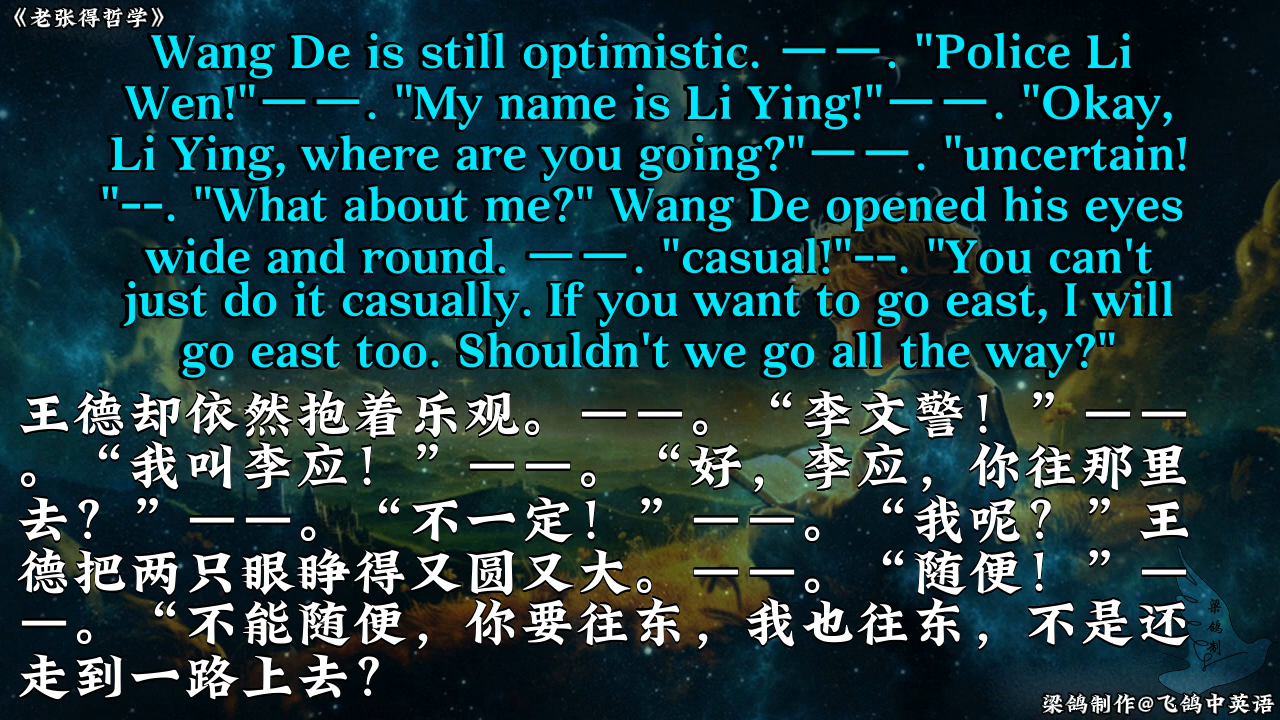 《老张得哲学》
Wang De is still optimistic. ——. "Police Li
Wen!"——. "My name is Li Ying!"——. "Okay,
Li Ying, where are you going?"——. "uncertain!
"--. "What about me?" Wang De opened his eyes
wide and round. ——. "casual!"--. "You can't
just do it casually. If you want to go east, I will
go east too. Shouldn't we go all the way?"
王德却依然抱着乐观。——。“李文警！”——
。“我叫李应！”——。“好，李应，你往那里
去？”——。“不一定！”——。“我呢？”王
德把两只眼睁得又圆又大。——。“随便！”—
—。“不能随便，你要往东，我也往东，不是还
走到一路上去？
梁鸽制
梁鸽制作@飞鸽中英语